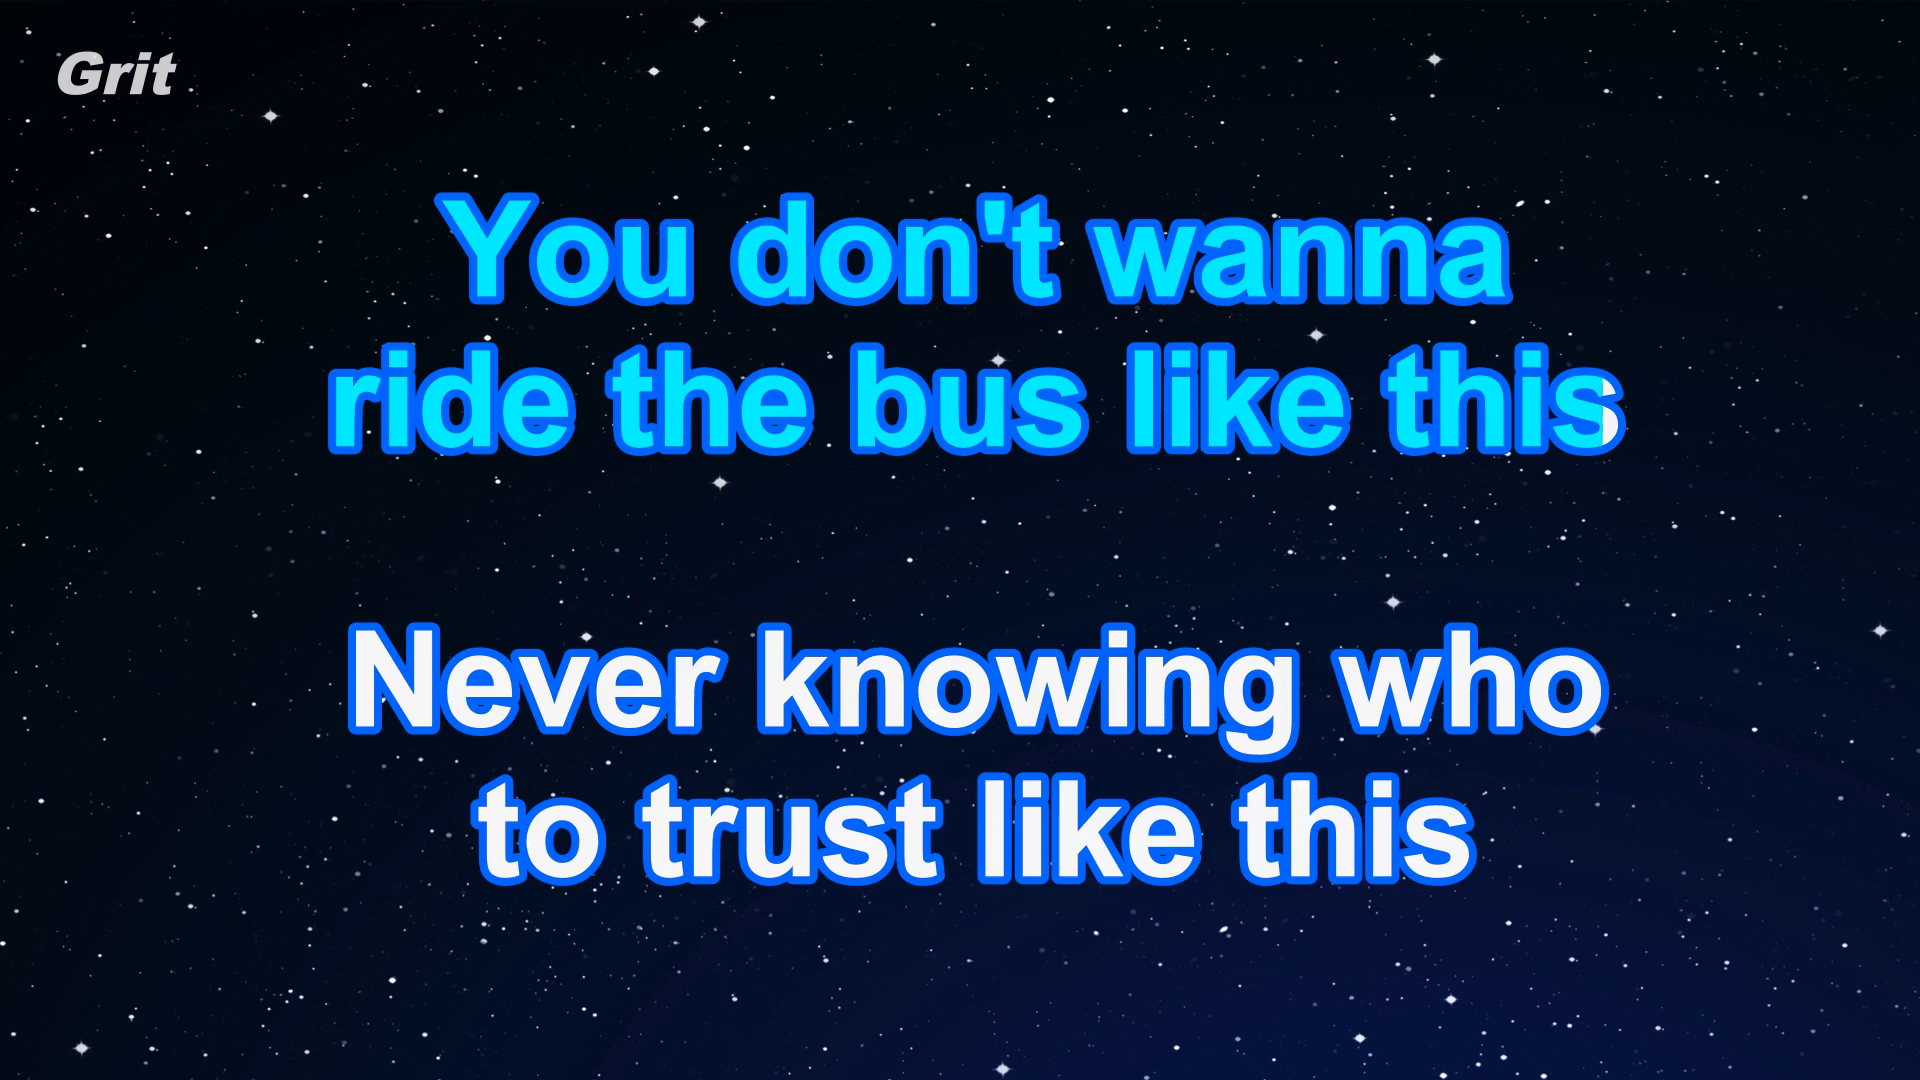 Grit
You don't wanna
ride the bus like this
Never knowing who
to trust like this